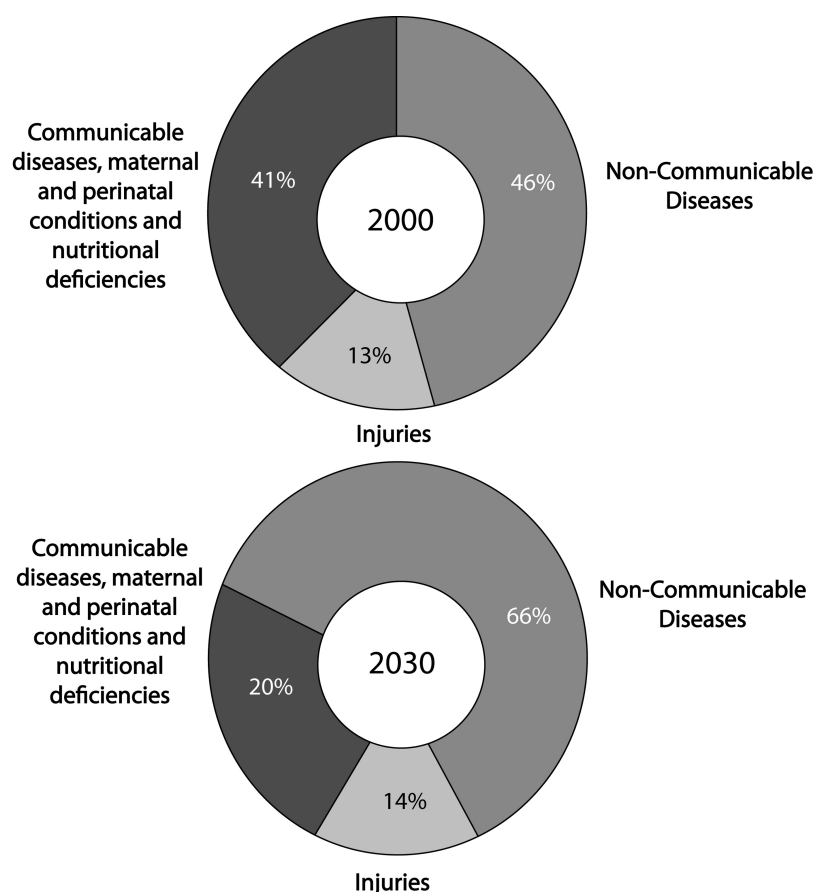 Communicable
diseases, maternal
and perinatal
conditions and
nutritional
deficiencies
41%
2000
46%
Non-Communicable
Diseases
13%
Injuries
Communicable
diseases, maternal
and perinatal
conditions and
nutritional
deficiencies
20%
2030
66%
Non-Communicable
Diseases
14%
Injuries